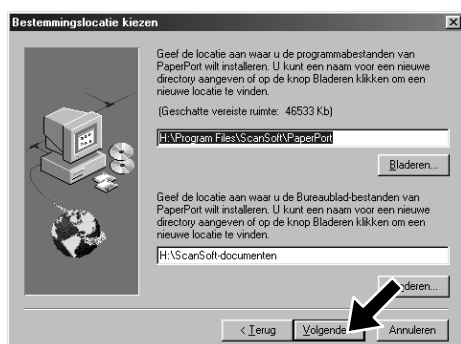 Bestemmingslocatie kiezen
Geef de locatie aan waar u de programmabestanden van
PaperPort wilt installeren. U kunt een naam voor een nieuwe
directory aangeven of op de knop Bladeren klikken om een
nieuwe locatie te vinden.
(Geschatte vereiste ruimte: 46533 Kb)
H:\Program Files\ScanSoft\PaperPort
Bladeren...
Geef de locatie aan waar u de Bureaublad-bestanden van
PaperPort wilt installeren. U kunt een naam voor een nieuwe
directory aangeven of op de knop Bladeren klikken om een
nieuwe locatie te vinden.
H:\ScanSoft-documenten
aderen...
< Terug Volgende Annuleren